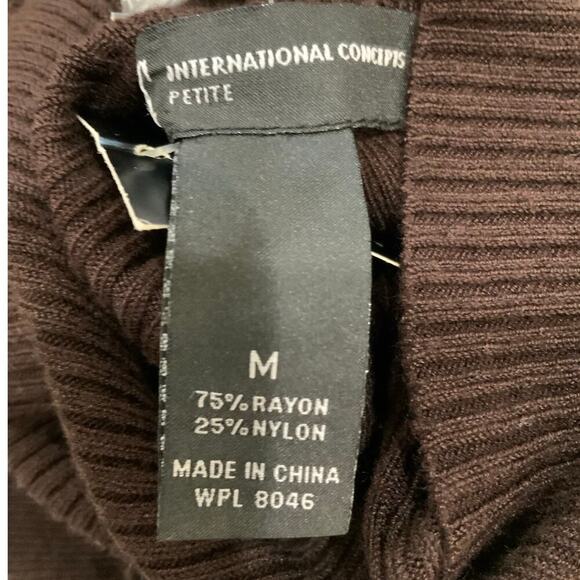 INTERNATIONAL CONCEPTS
PETITE
M
75% RAYON
25% NYLON
MADE IN CHINA
WPL 8046